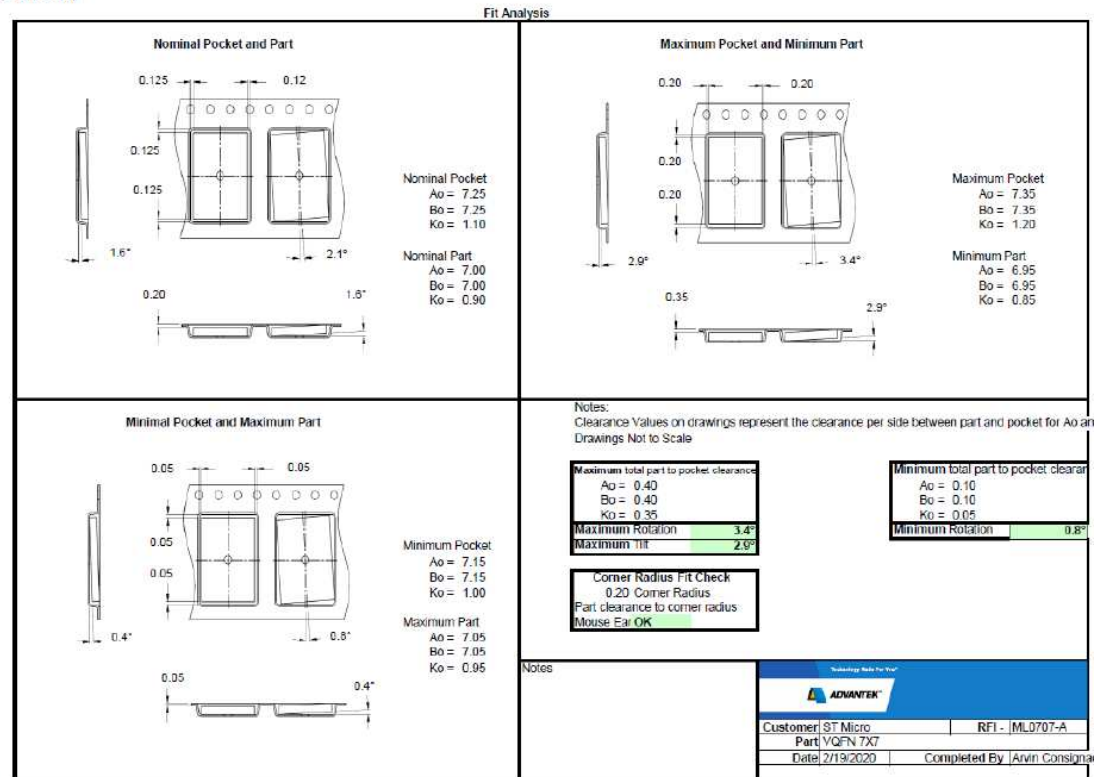 Fit Analysis
Nominal Pocket and Part
0.125
0.12
0.125
0.125
1.6°
2.1°
0.20
1.6°
Nominal Pocket
Ao = 7.25
Bo = 7.25
Ko = 1.10
Nominal Part
Ao = 7.00
Bo = 7.00
Ko = 0.90
Maximum Pocket and Minimum Part
0.20
0.20
0.20
0.20
2.9°
3.4°
0.35
2.9°
Maximum Pocket
Ao = 7.35
Bo = 7.35
Ko = 1.20
Minimum Part
Ao = 6.95
Bo = 6.95
Ko = 0.85
Minimal Pocket and Maximum Part
0.05
0.05
0.05
0.05
0.4°
0.8°
0.05
0.4°
Minimum Pocket
Ao = 7.15
Bo = 7.15
Ko = 1.00
Maximum Part
Ao = 7.05
Bo = 7.05
Ko = 0.95
Notes:
Clearance Values on drawings represent the clearance per side between part and pocket for Ao an
Drawings Not to Scale
Maximum total part to pocket clearance
Ao = 0.40
Bo = 0.40
Ko = 0.35
Maximum Rotation 3.4°
Maximum Tilt 2.9°
Minimum total part to pocket clearan
Ao = 0.10
Bo = 0.10
Ko = 0.05
Minimum Rotation 0.8°
Corner Radius Fit Check
0.20 Corner Radius
Part clearance to corner radius
Mouse Ear OK
Notes
Technology Made For You™
ADVANTEK™
Customer ST Micro RFI - ML0707-A
Part VQFN 7X7
Date 2/19/2020 Completed By Arvin Consignad